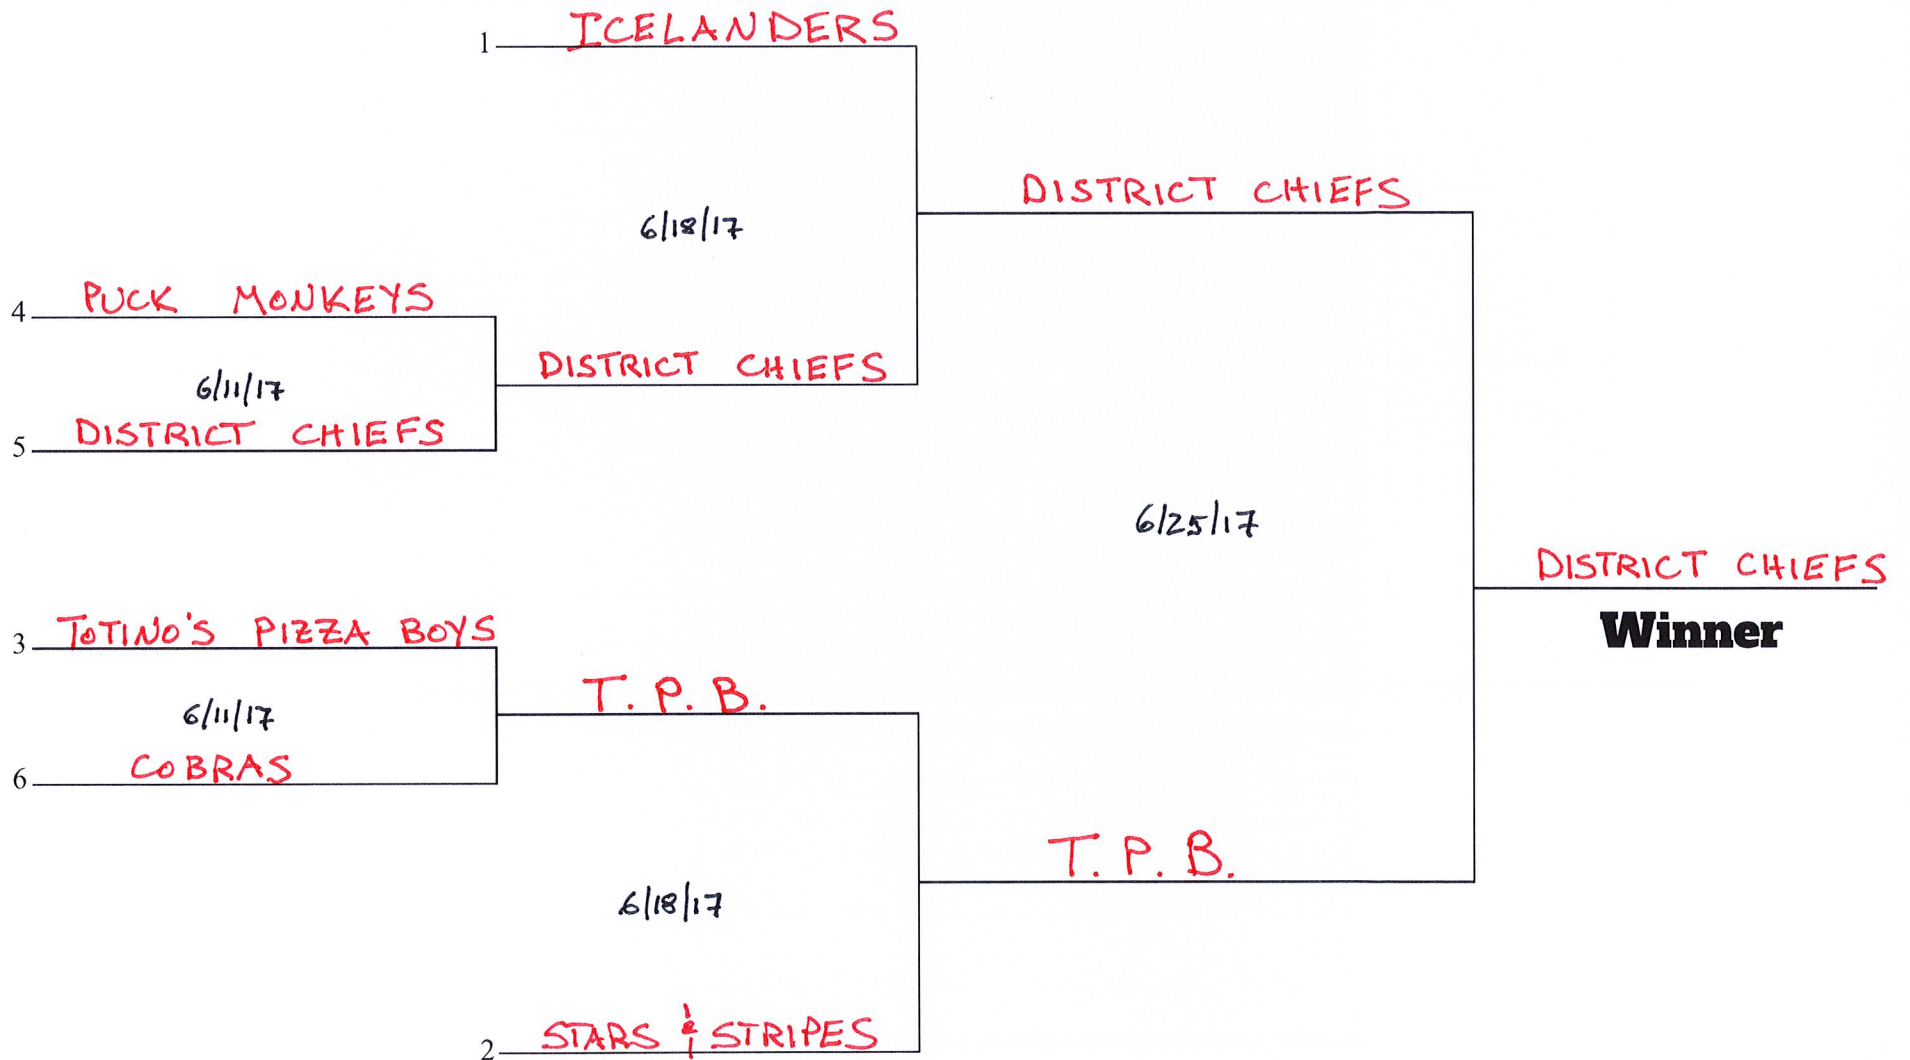 1 ICELANDERS
DISTRICT CHIEFS
6/18/17
4 PUCK MONKEYS
DISTRICT CHIEFS
6/11/17
5 DISTRICT CHIEFS
6/25/17
DISTRICT CHIEFS
Winner
3 TOTINO'S PIZZA BOYS
T. P. B.
6/11/17
6 COBRAS
T. P. B.
6/18/17
2 STARS & STRIPES